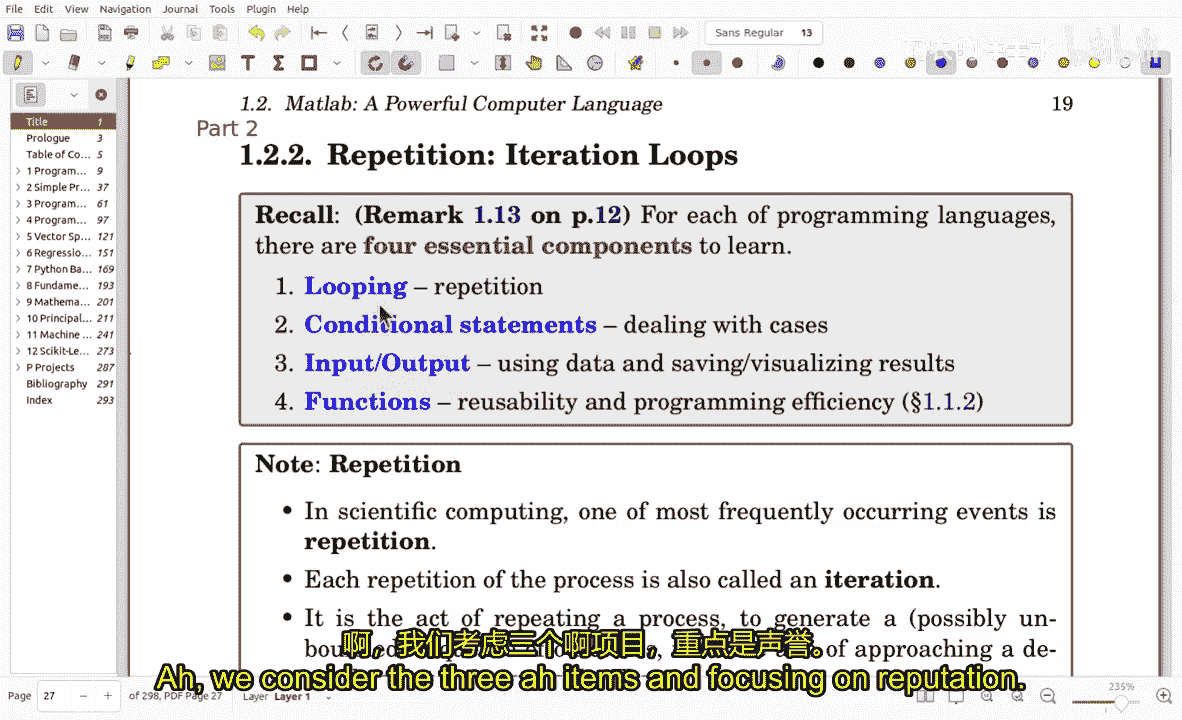 File Edit View Navigation Journal Tools Plugin Help
Sans Regular 13
Title 1
Prologue 3
Table of Co... 5
1 Program... 9
2 Simple Pr... 37
3 Program... 61
4 Program... 97
5 Vector Sp... 121
6 Regressio... 151
7 Python Ba... 169
8 Fundame... 193
9 Mathema... 201
10 Principal... 211
11 Machine ... 241
12 Scikit-Le... 273
P Projects 287
Bibliography 291
Index 293
1.2. Matlab: A Powerful Computer Language 19
Part 2
1.2.2. Repetition: Iteration Loops
Recall: (Remark 1.13 on p.12) For each of programming languages,
there are four essential components to learn.
1. Looping – repetition
2. Conditional statements – dealing with cases
3. Input/Output – using data and saving/visualizing results
4. Functions – reusability and programming efficiency (§1.1.2)
Note: Repetition
• In scientific computing, one of most frequently occurring events is
repetition.
• Each repetition of the process is also called an iteration.
• It is the act of repeating a process, to generate a (possibly un-
of approaching a de-
啊，我们考虑三个啊项目，重点是声誉。
Ah, we consider the three ah items and focusing on reputation.
Page 27 of 298, PDF Page 27 Layer Layer 1 235%